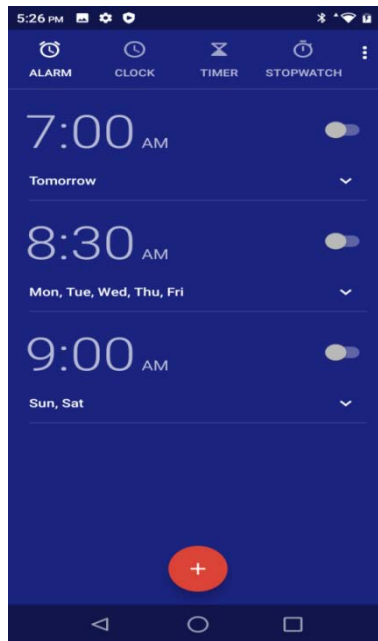 5:26 PM
ALARM CLOCK TIMER STOPWATCH
7:00 AM
Tomorrow
8:30 AM
Mon, Tue, Wed, Thu, Fri
9:00 AM
Sun, Sat